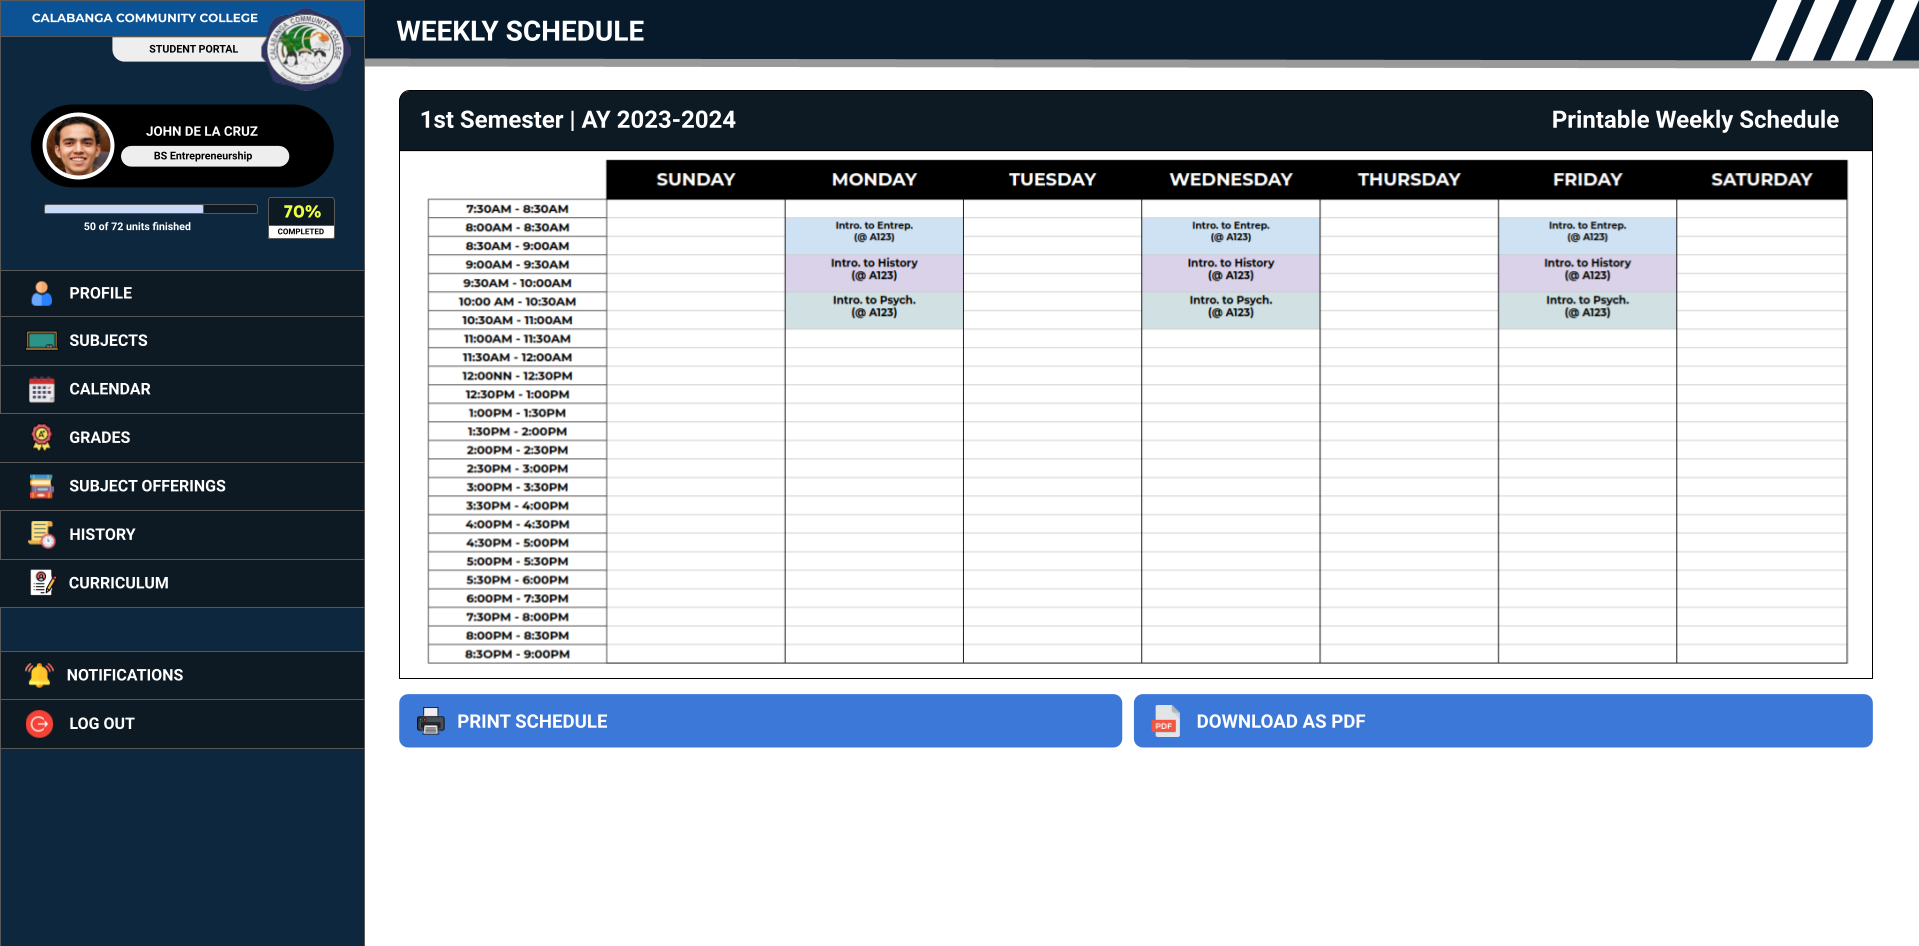 CALABANGA COMMUNITY COLLEGE
STUDENT PORTAL
CALABANGA COMMUNITY COLLEGE
JOHN DE LA CRUZ
BS Entrepreneurship
50 of 72 units finished
70%
COMPLETED
PROFILE
SUBJECTS
CALENDAR
GRADES
SUBJECT OFFERINGS
HISTORY
CURRICULUM
NOTIFICATIONS
LOG OUT
WEEKLY SCHEDULE
1st Semester | AY 2023-2024
Printable Weekly Schedule
SUNDAY MONDAY TUESDAY WEDNESDAY THURSDAY FRIDAY SATURDAY
7:30AM - 8:30AM
8:00AM - 8:30AM Intro. to Entrep. Intro. to Entrep. Intro. to Entrep.
(@ A123) (@ A123) (@ A123)
8:30AM - 9:00AM
9:00AM - 9:30AM Intro. to History Intro. to History Intro. to History
(@ A123) (@ A123) (@ A123)
9:30AM - 10:00AM
10:00 AM - 10:30AM Intro. to Psych. Intro. to Psych. Intro. to Psych.
(@ A123) (@ A123) (@ A123)
10:30AM - 11:00AM
11:00AM - 11:30AM
11:30AM - 12:00AM
12:00NN - 12:30PM
12:30PM - 1:00PM
1:00PM - 1:30PM
1:30PM - 2:00PM
2:00PM - 2:30PM
2:30PM - 3:00PM
3:00PM - 3:30PM
3:30PM - 4:00PM
4:00PM - 4:30PM
4:30PM - 5:00PM
5:00PM - 5:30PM
5:30PM - 6:00PM
6:00PM - 7:30PM
7:30PM - 8:00PM
8:00PM - 8:30PM
8:3OPM - 9:00PM
PRINT SCHEDULE
PDF
DOWNLOAD AS PDF